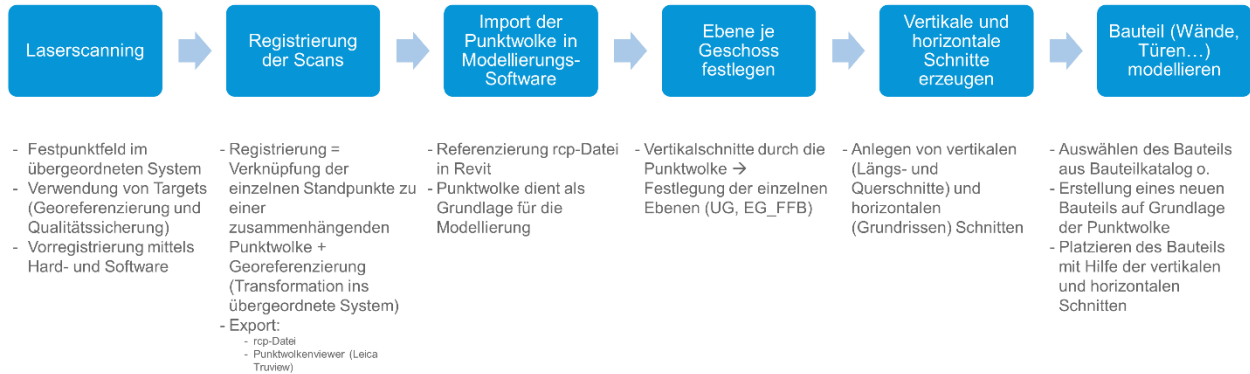 Laserscanning
Registrierung
der Scans
Import der
Punktwolke in
Modellierungs-
Software
Ebene je
Geschoss
festlegen
Vertikale und
horizontale
Schnitte
erzeugen
Bauteil (Wände,
Türen…)
modellieren
- Festpunktfeld im
übergeordneten System
- Verwendung von Targets
(Georeferenzierung und
Qualitätssicherung)
- Vorregistrierung mittels
Hard- und Software
- Registrierung =
Verknüpfung der
einzelnen Standpunkte zu
einer
zusammenhängenden
Punktwolke +
Georeferenzierung
(Transformation ins
übergeordnete System)
- Export:
- rcp-Datei
- Punktwolkenviewer (Leica
Truview)
- Referenzierung rcp-Datei
in Revit
- Punktwolke dient als
Grundlage für die
Modellierung
- Vertikalschnitte durch die
Punktwolke →
Festlegung der einzelnen
Ebenen (UG, EG_FFB)
- Anlegen von vertikalen
(Längs- und
Querschnitte) und
horizontalen
(Grundrissen) Schnitten
- Auswählen des Bauteils
aus Bauteilkatalog o.
- Erstellung eines neuen
Bauteils auf Grundlage
der Punktwolke
- Platzieren des Bauteils
mit Hilfe der vertikalen
und horizontalen
Schnitten